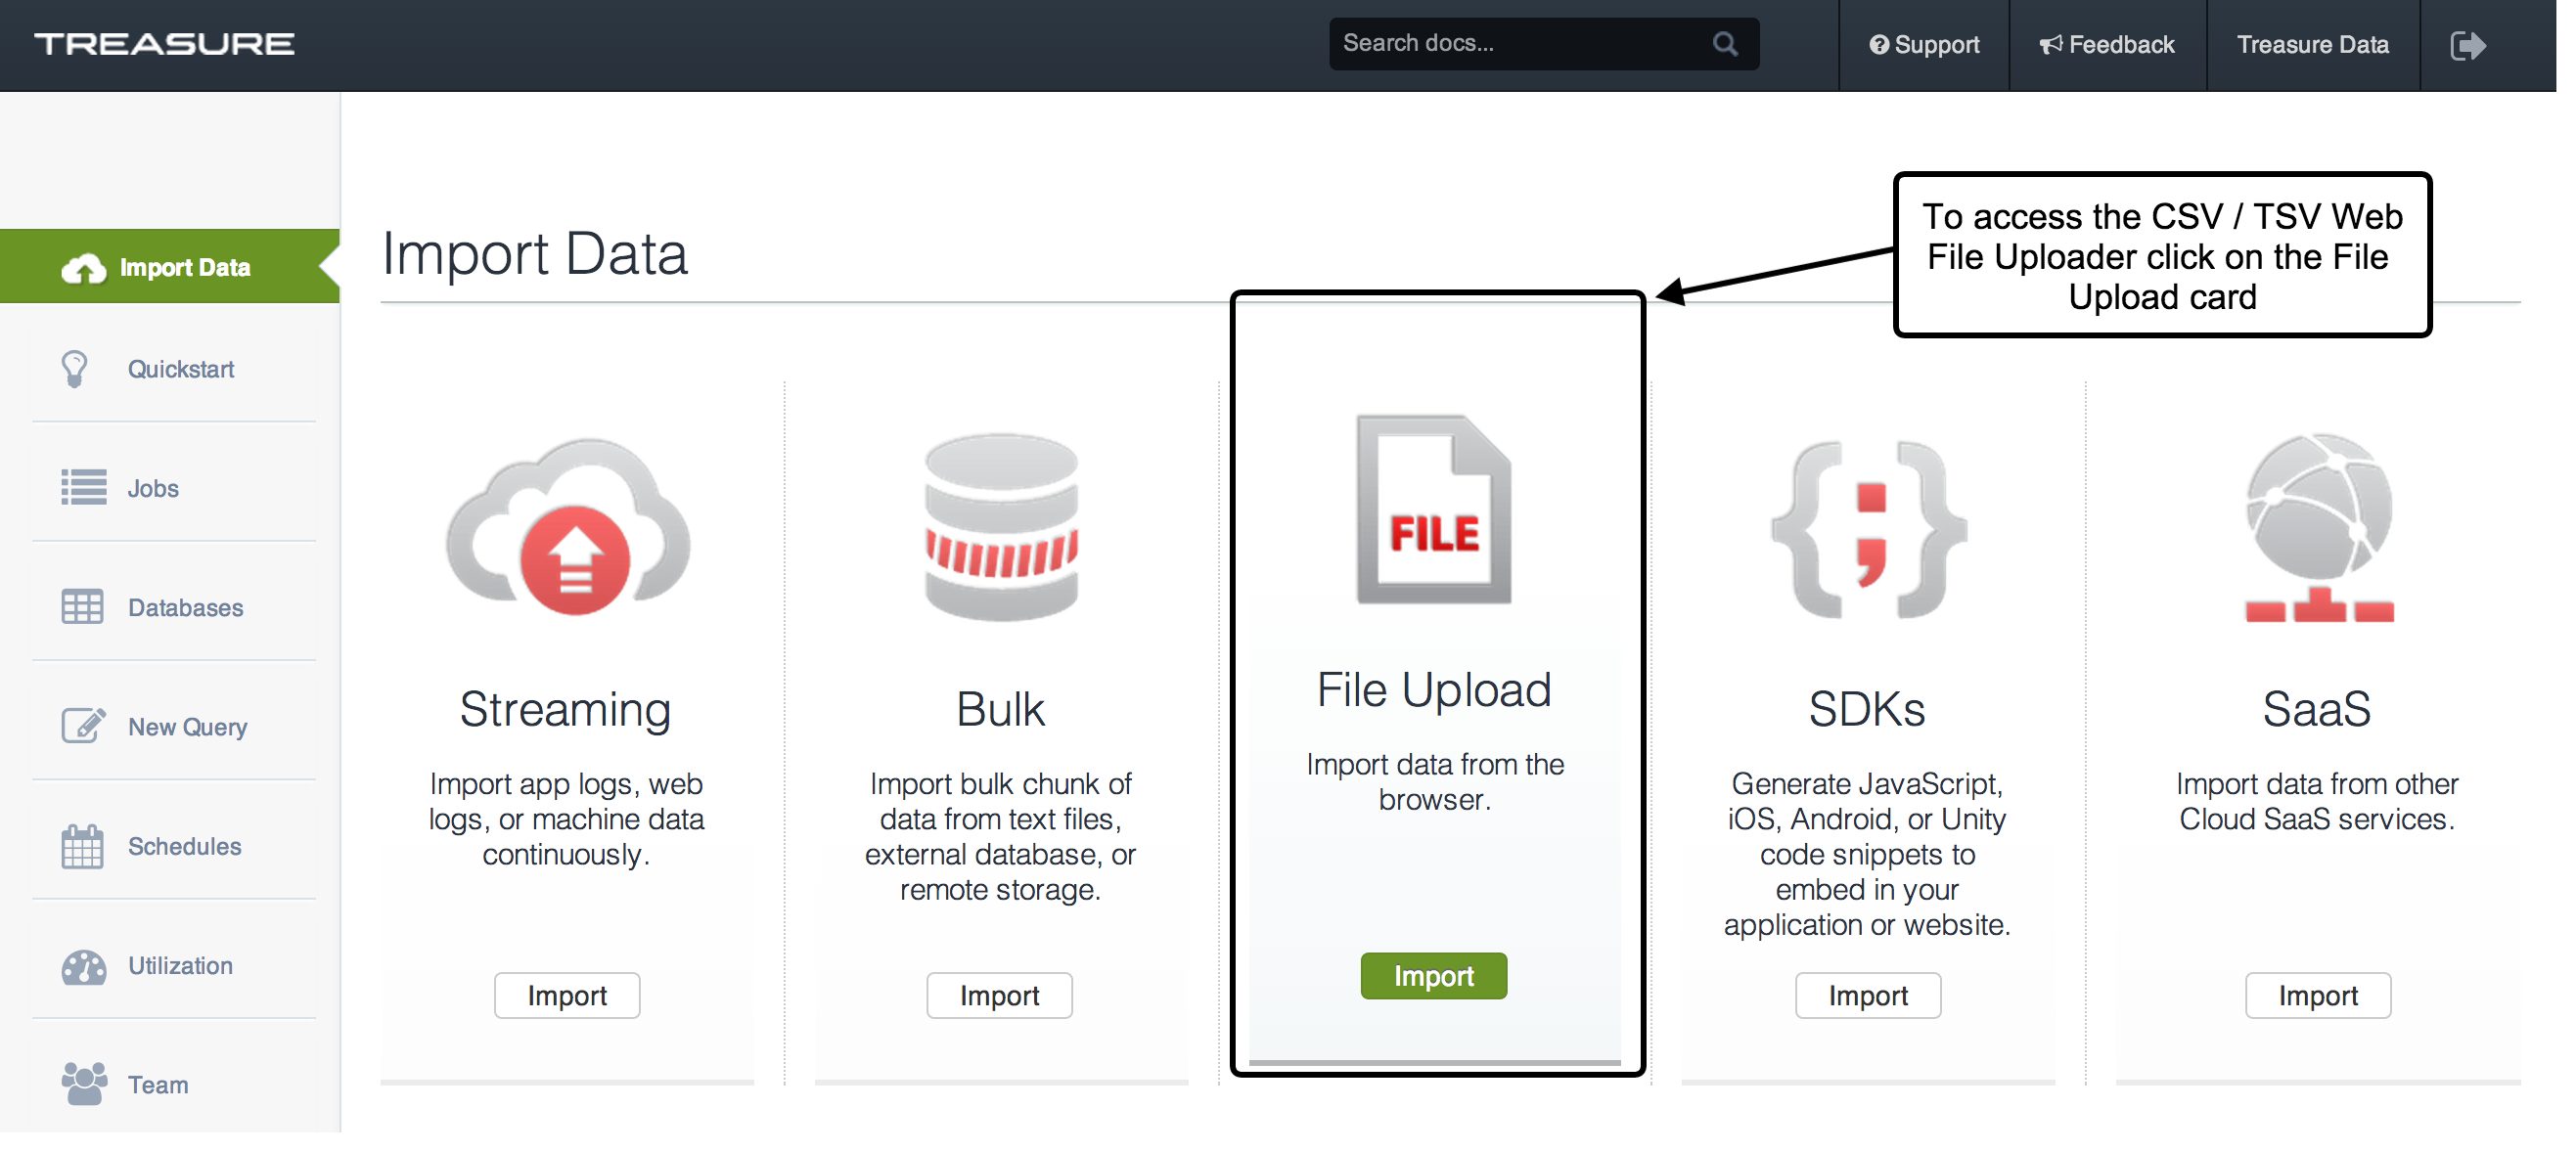 TREASURE
Search docs...
Support
Feedback
Treasure Data
Import Data
Quickstart
Jobs
Databases
New Query
Schedules
Utilization
Team
Import Data
To access the CSV / TSV Web
File Uploader click on the File
Upload card
Streaming
Import app logs, web
logs, or machine data
continuously.
Import
Bulk
Import bulk chunk of
data from text files,
external database, or
remote storage.
Import
FILE
File Upload
Import data from the
browser.
Import
SDKs
Generate JavaScript,
iOS, Android, or Unity
code snippets to
embed in your
application or website.
Import
SaaS
Import data from other
Cloud SaaS services.
Import